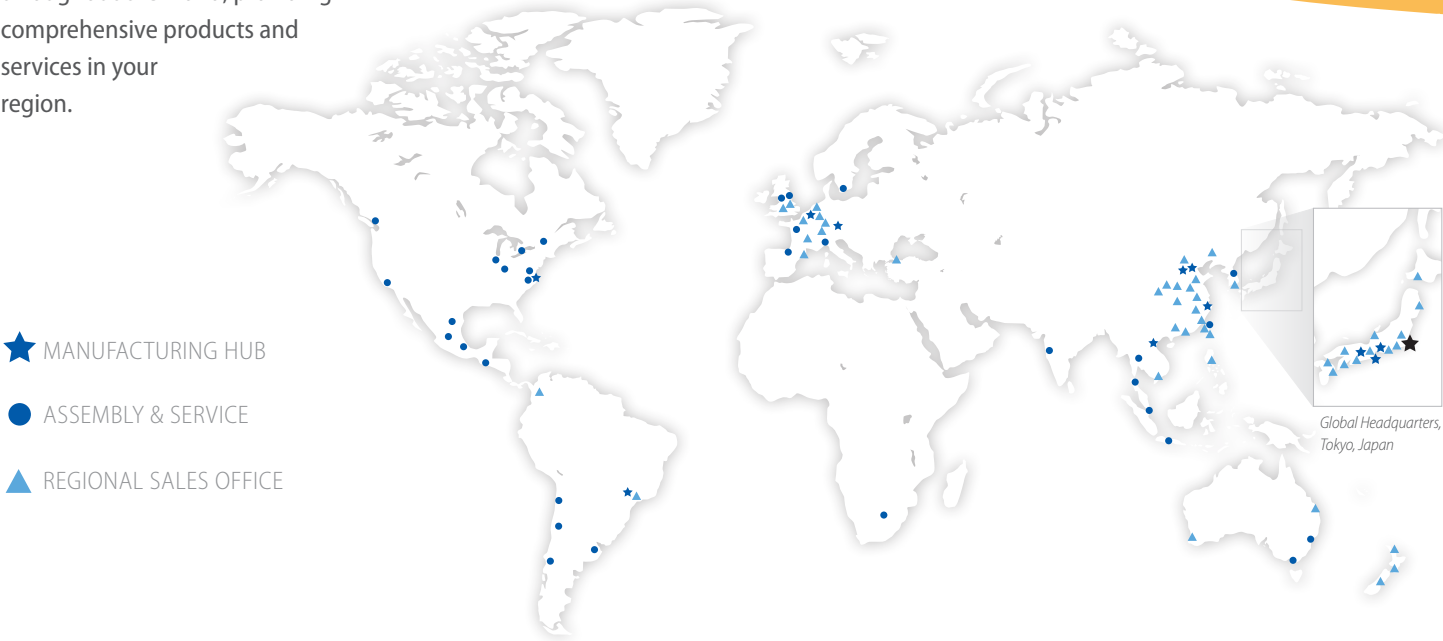 comprehensive products and
services in your
region.
MANUFACTURING HUB
ASSEMBLY & SERVICE
REGIONAL SALES OFFICE
Global Headquarters,
Tokyo, Japan